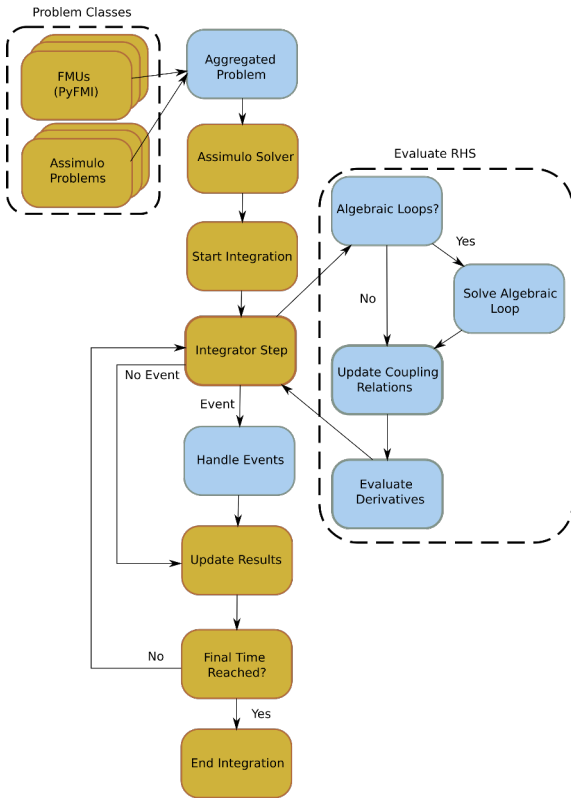 Problem Classes
FMUs
(PyFMI)
Assimulo
Problems
Aggregated
Problem
Assimulo Solver
Start Integration
Integrator Step
No Event
Event
Handle Events
Update Results
Final Time
Reached?
No
Yes
End Integration
Evaluate RHS
Algebraic Loops?
Yes
No
Solve Algebraic
Loop
Update Coupling
Relations
Evaluate
Derivatives